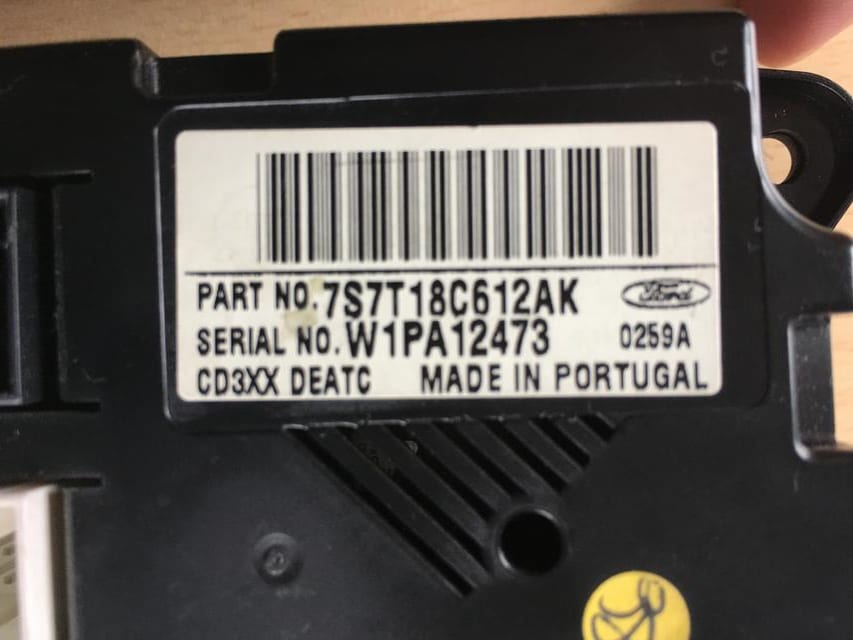 PART NO.7S7T18C612AK
Ford
SERIAL NO.W1PA12473
0259A
CD3XX DEATC
MADE IN PORTUGAL